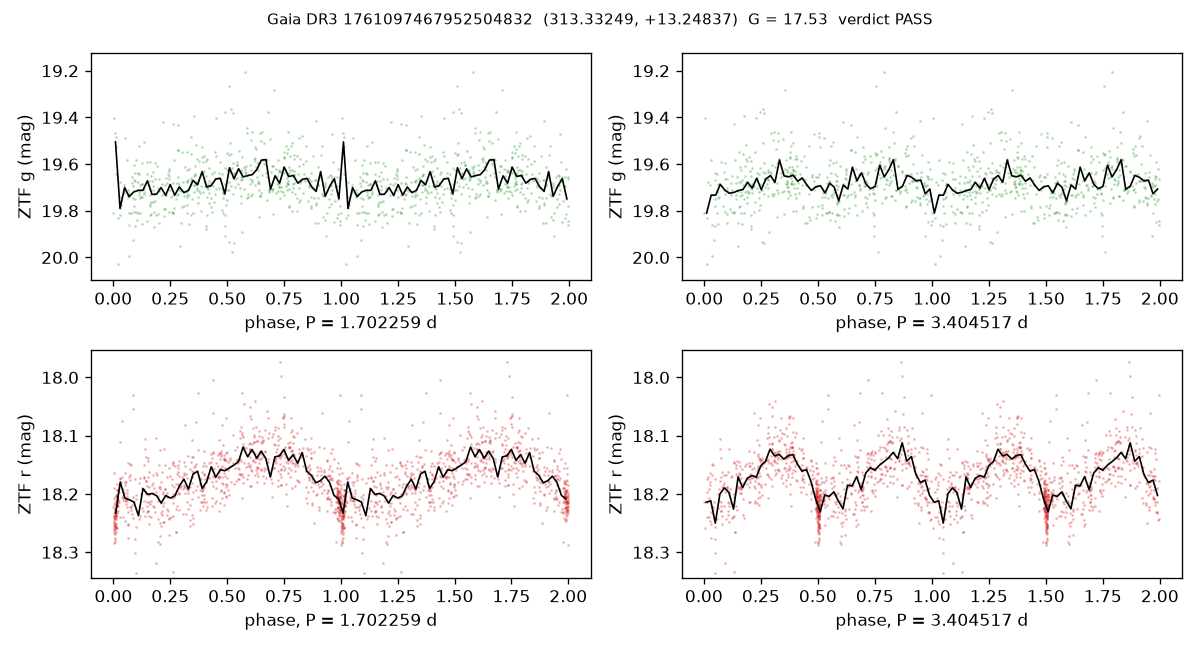 Gaia DR3 1761097467952504832  (313.33249, +13.24837)  G = 17.53  verdict PASS
ZTF g (mag)
19.2
19.4
19.6
19.8
20.0
0.00 0.25 0.50 0.75 1.00 1.25 1.50 1.75 2.00
phase, P = 1.702259 d
ZTF g (mag)
19.2
19.4
19.6
19.8
20.0
0.00 0.25 0.50 0.75 1.00 1.25 1.50 1.75 2.00
phase, P = 3.404517 d
ZTF r (mag)
18.0
18.1
18.2
18.3
0.00 0.25 0.50 0.75 1.00 1.25 1.50 1.75 2.00
phase, P = 1.702259 d
ZTF r (mag)
18.0
18.1
18.2
18.3
0.00 0.25 0.50 0.75 1.00 1.25 1.50 1.75 2.00
phase, P = 3.404517 d